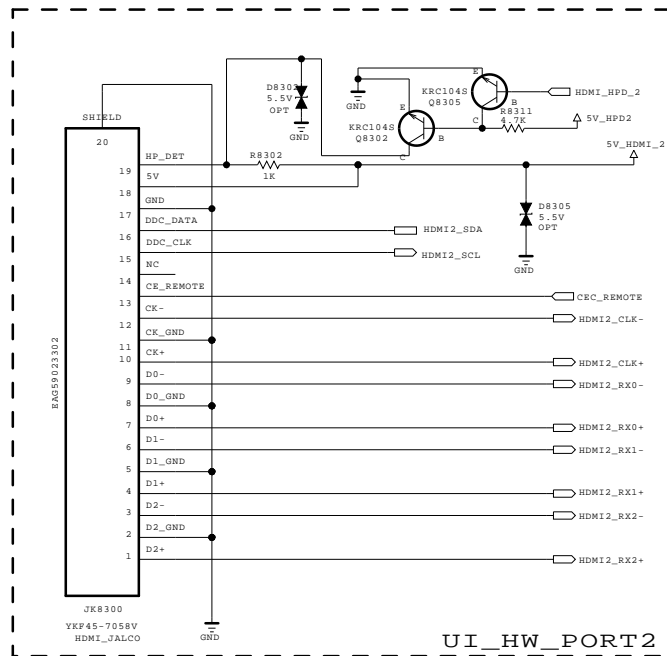 E
KRC104S
Q8305
HDMI_HPD_2
D8302
5.5V
OPT
GND
GND
E
KRC104S
Q8302
B
R8311
4.7K
5V_HPD2
C
B
C
5V_HDMI_2
SHIELD
20
HP_DET
19
R8302
1K
5V
18
GND
17
D8305
5.5V
OPT
GND
DDC_DATA
16
HDMI2_SDA
DDC_CLK
15
HDMI2_SCL
NC
14
CE_REMOTE
13
CEC_REMOTE
CK-
12
HDMI2_CLK-
CK_GND
11
CK+
10
HDMI2_CLK+
D0-
9
HDMI2_RX0-
D0_GND
8
D0+
7
HDMI2_RX0+
D1-
6
HDMI2_RX1-
D1_GND
5
D1+
4
HDMI2_RX1+
D2-
3
HDMI2_RX2-
D2_GND
2
D2+
1
HDMI2_RX2+
EAG59023302
JK8300
YKF45-7058V
HDMI_JALCO
GND
UI_HW_PORT2